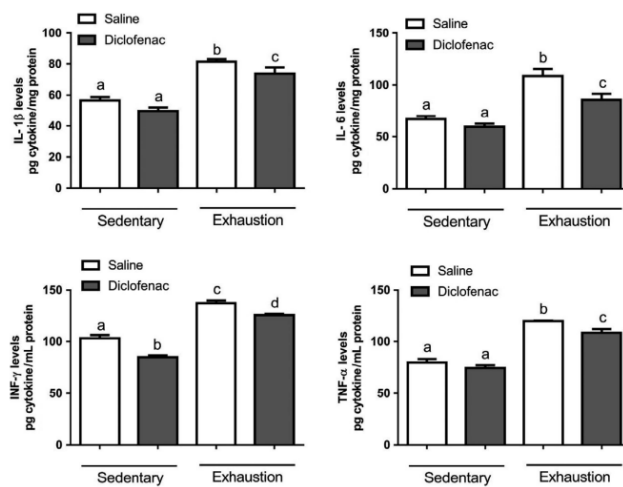 Saline
Diclofenac
IL-1β levels
pg cytokine/mg protein
100
80
60
40
20
0
a
a
b
c
Sedentary
Exhaustion
Saline
Diclofenac
IL- 6 levels
pg cytokine/mg protein
150
100
50
0
a
a
b
c
Sedentary
Exhaustion
Saline
Diclofenac
INF-γ levels
pg cytokine/mL protein
150
100
50
0
a
b
c
d
Sedentary
Exhaustion
Saline
Diclofenac
TNF-α levels
pg cytokine/mL protein
150
100
50
0
a
a
b
c
Sedentary
Exhaustion